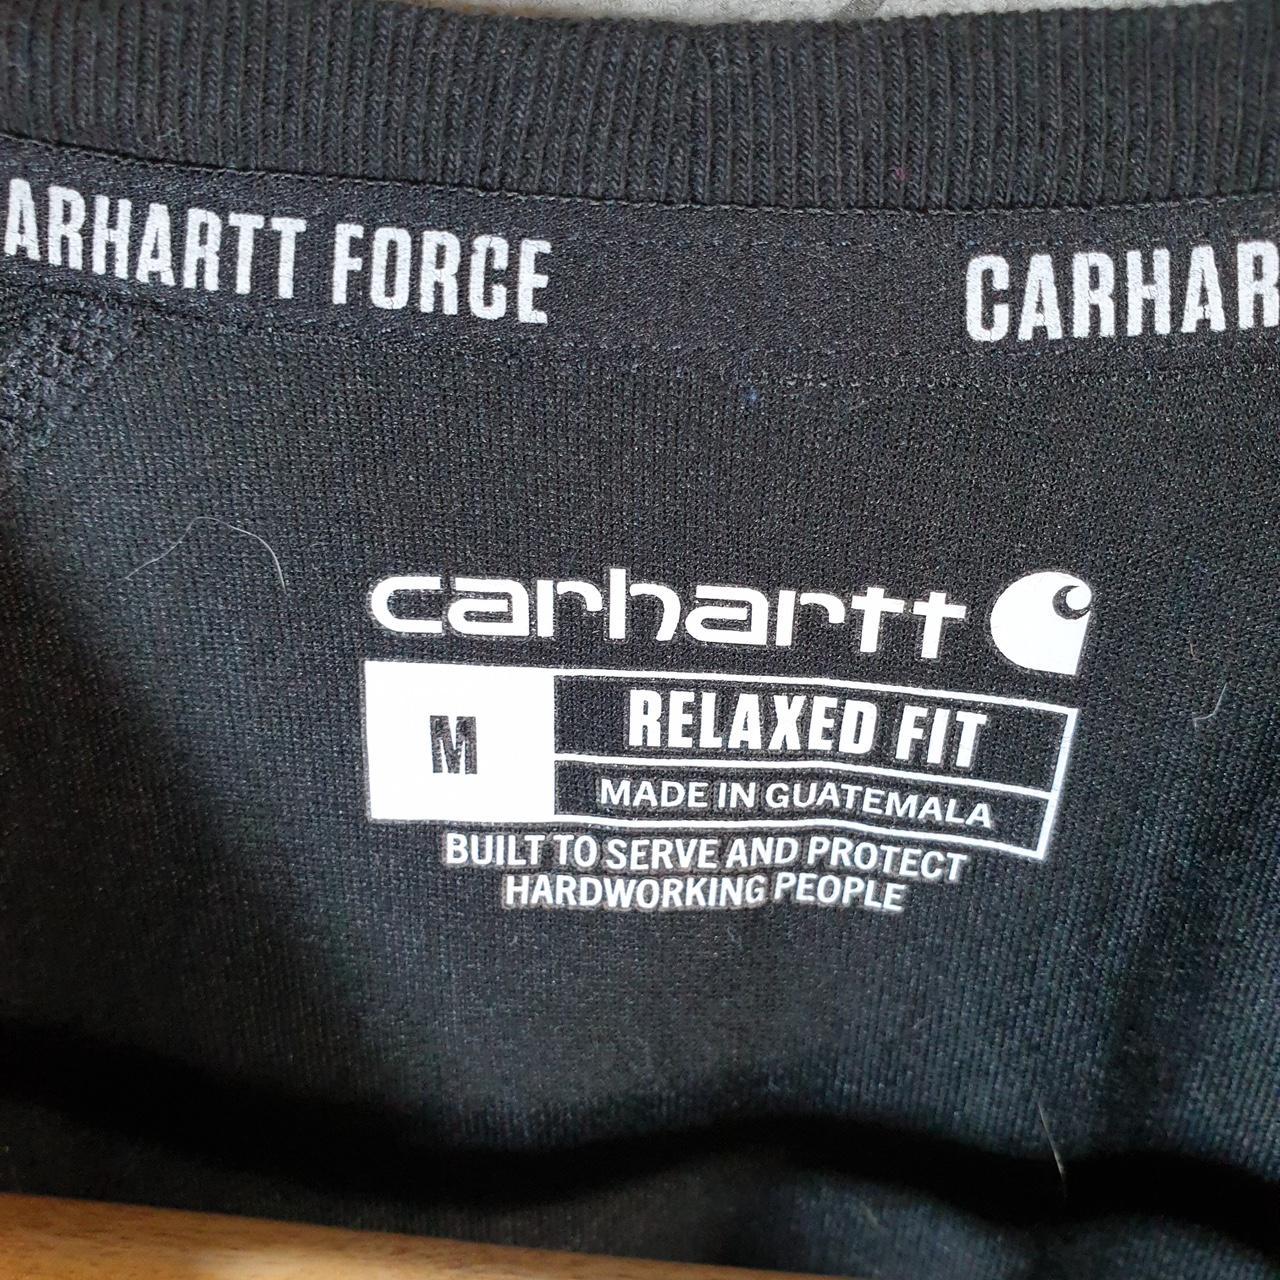 ARHARTT FORCE CARHAR
carhartt
M RELAXED FIT
MADE IN GUATEMALA
BUILT TO SERVE AND PROTECT
HARDWORKING PEOPLE